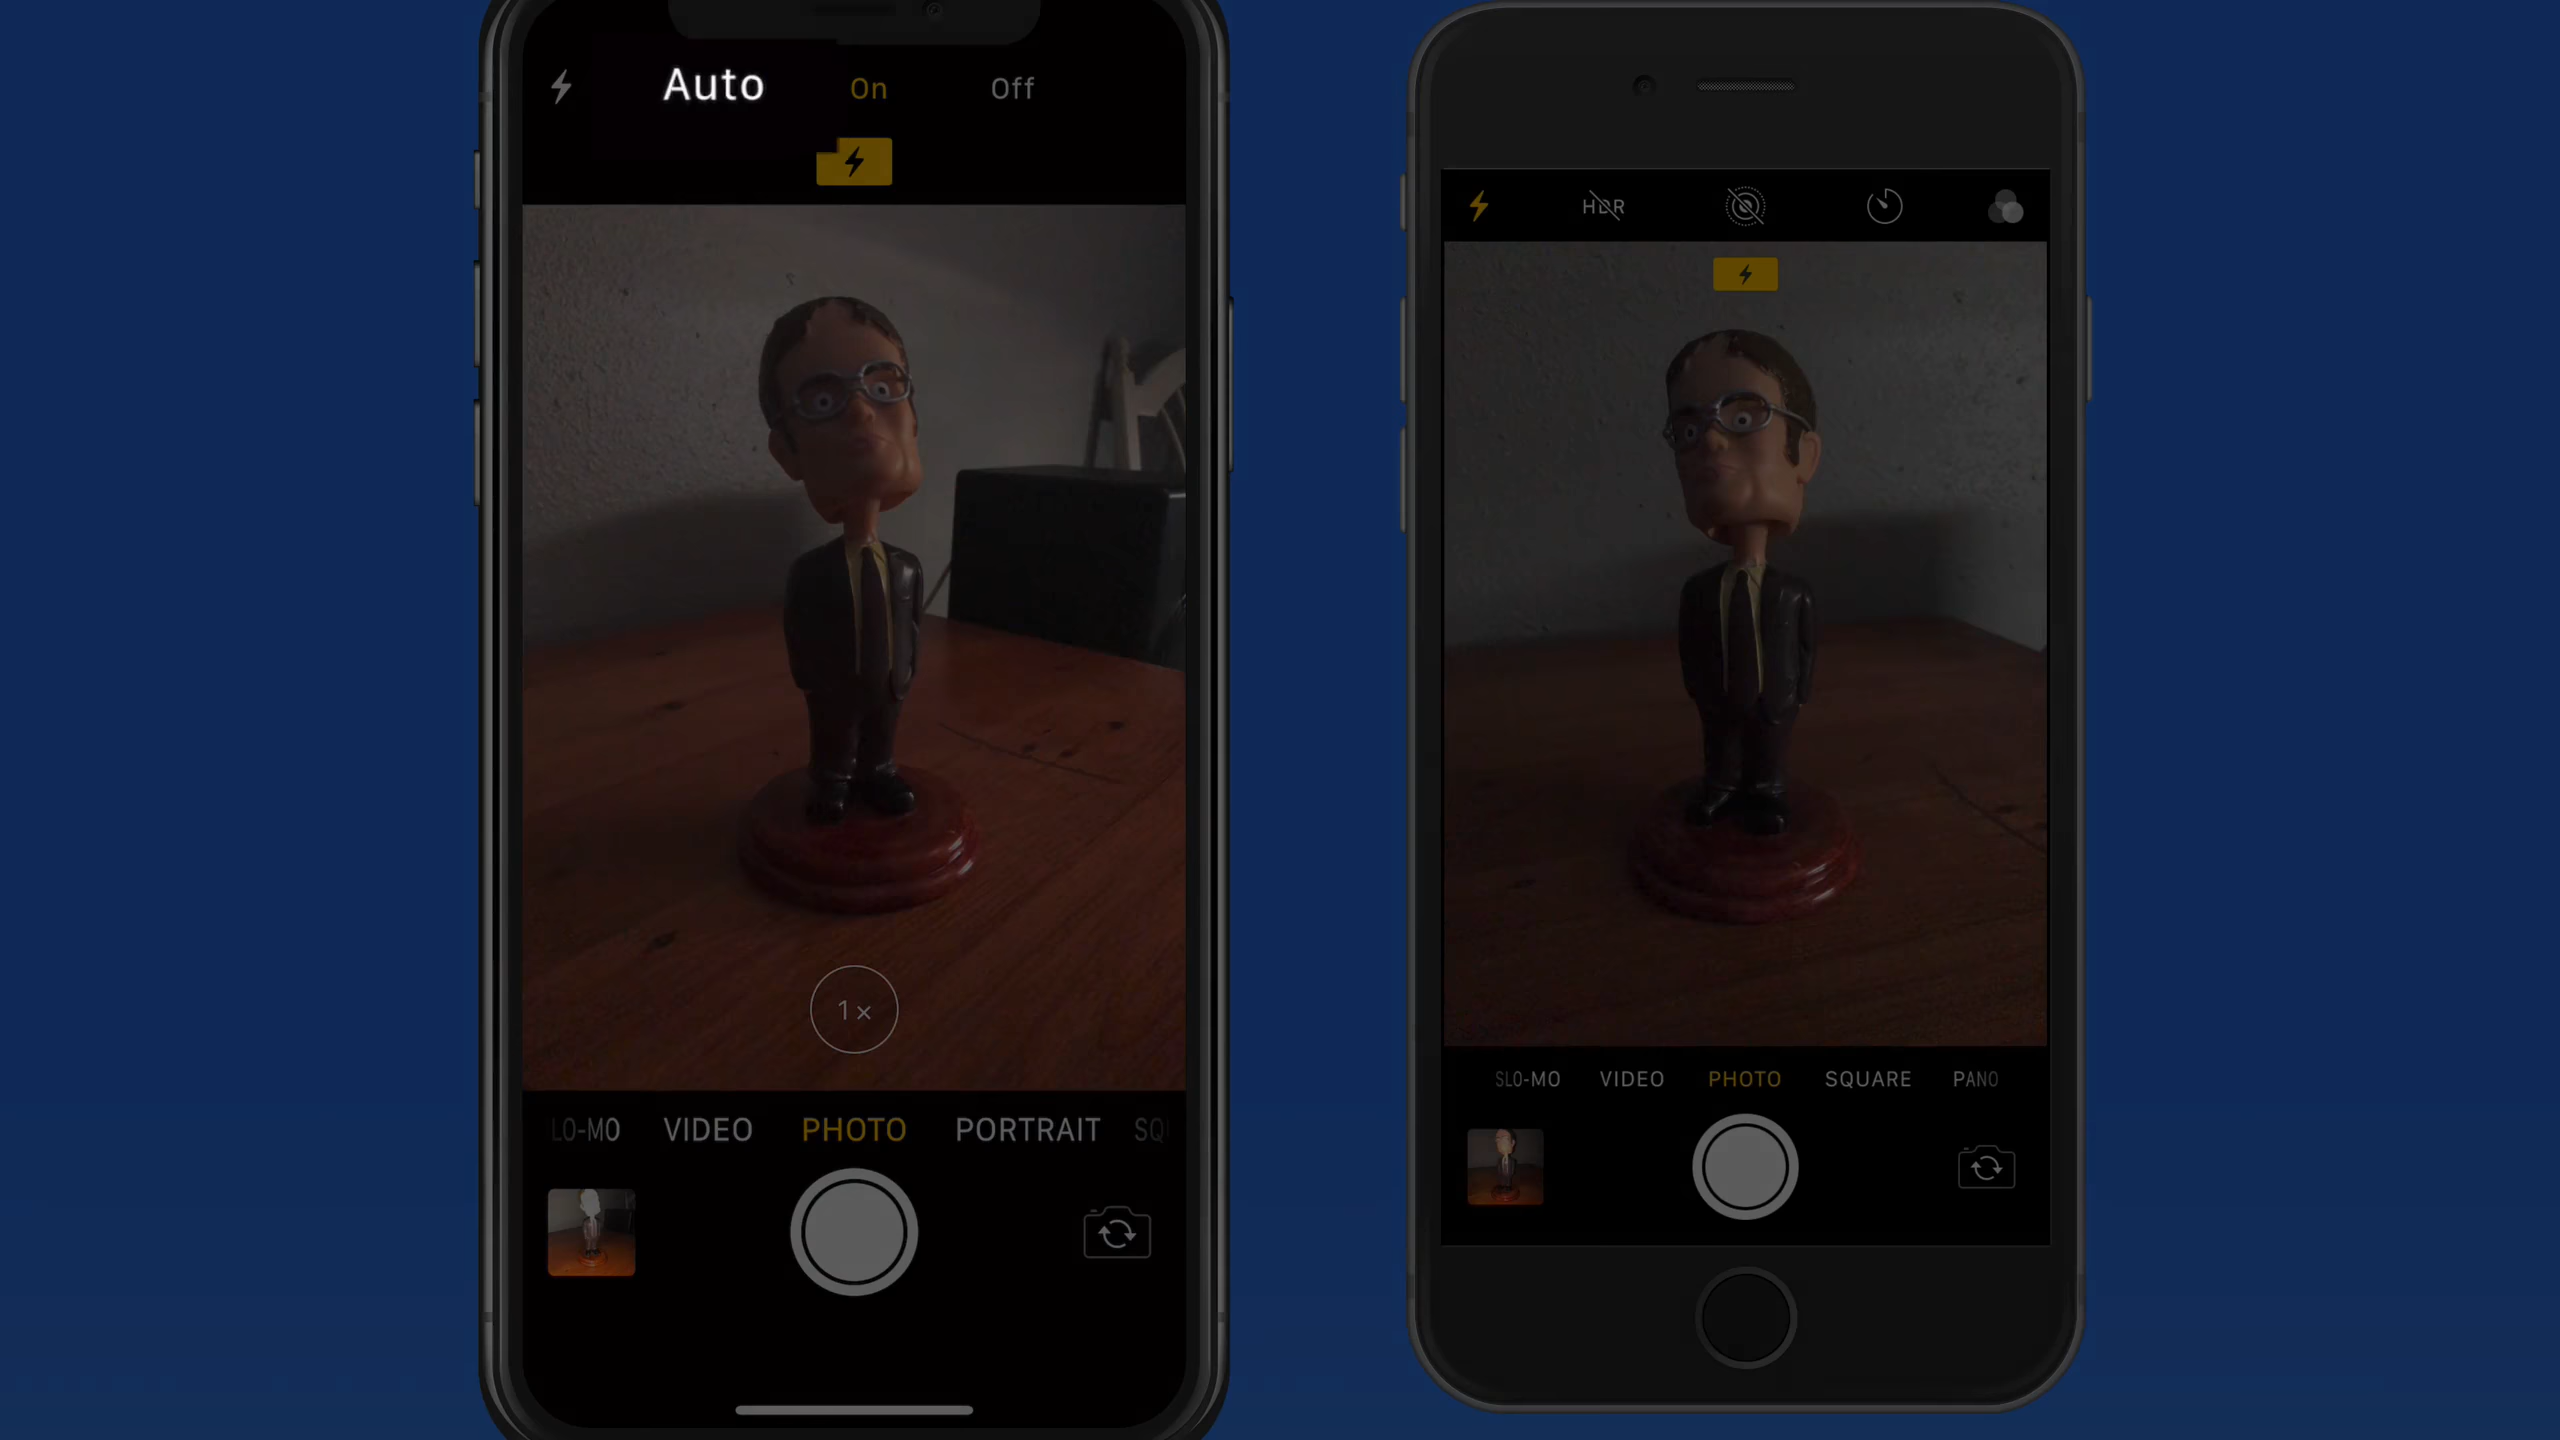 Auto On Off
1×
LO-MO VIDEO PHOTO PORTRAIT SQ
HDR
SLO-MO VIDEO PHOTO SQUARE PANO